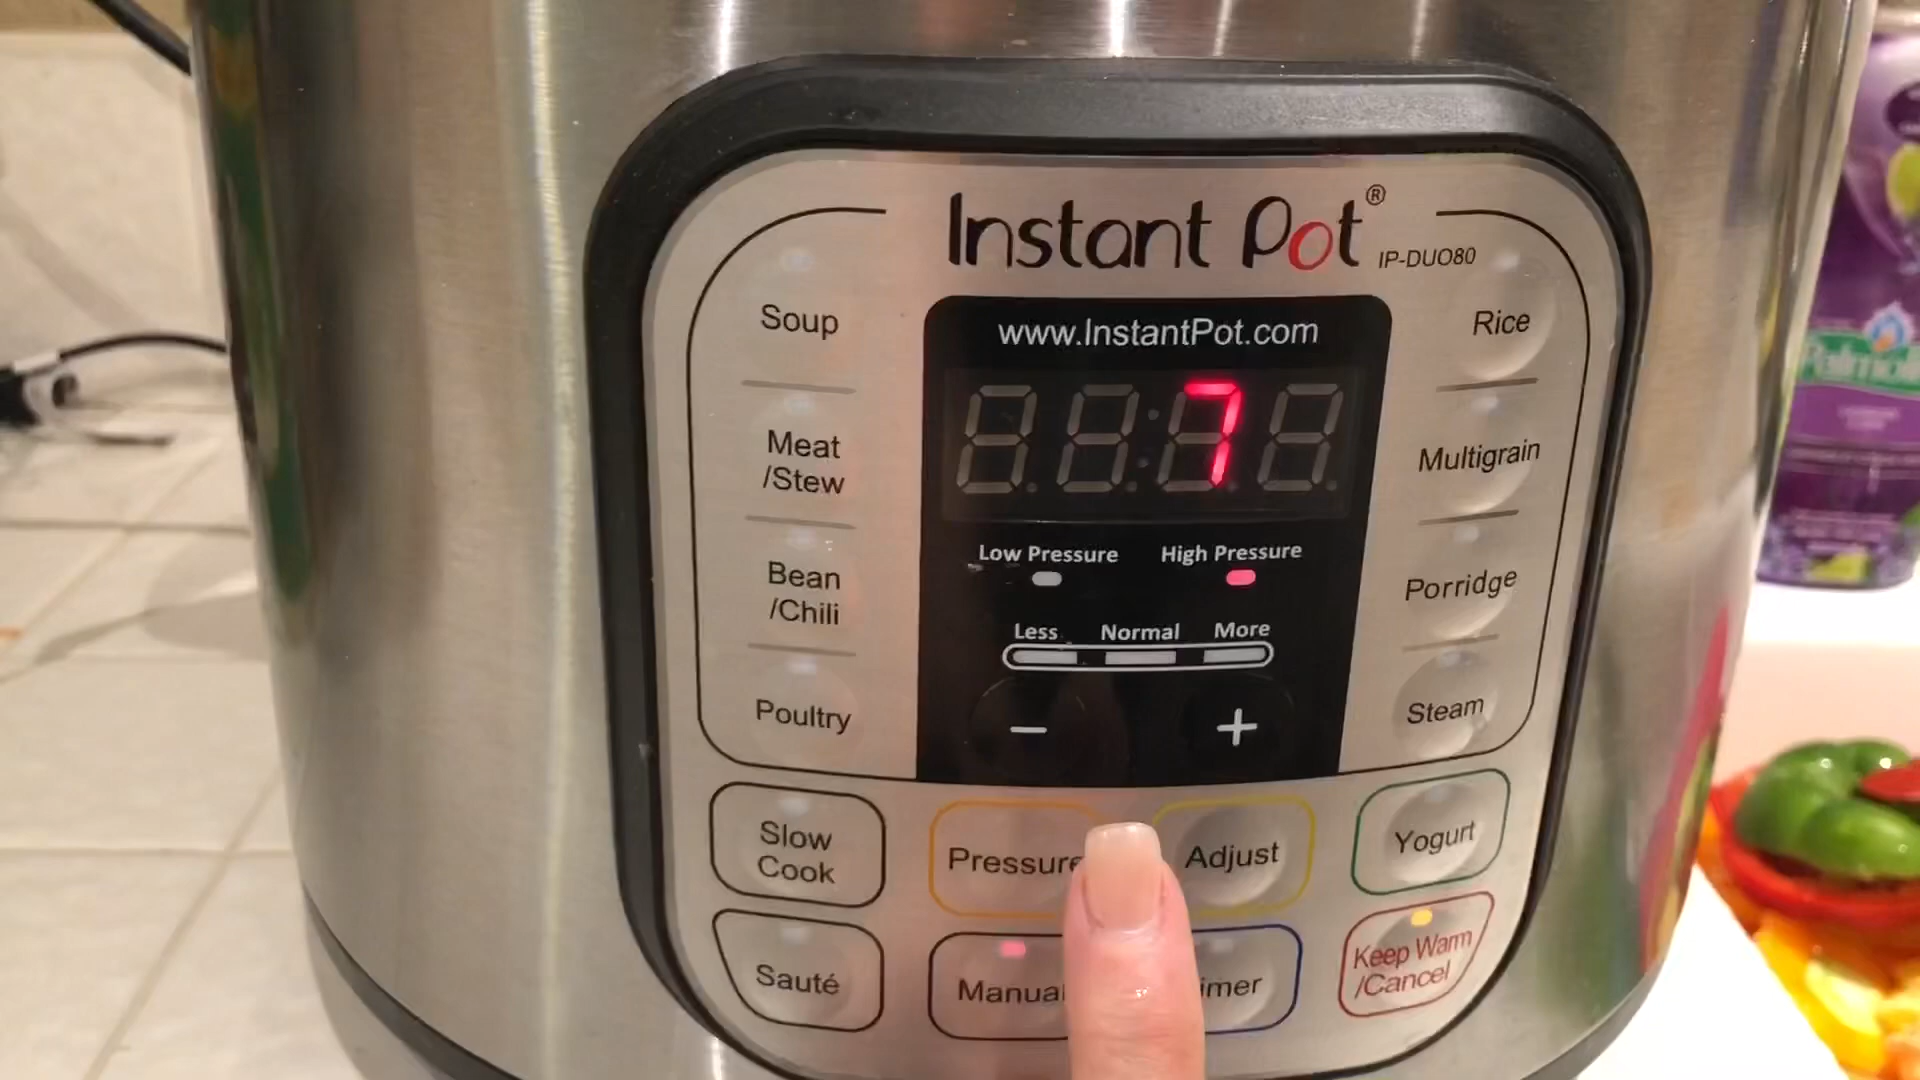 Instant Pot®
IP-DUO80
www.InstantPot.com
7
Low Pressure
High Pressure
Less
Normal
More
−
+
Soup
Meat
/Stew
Bean
/Chili
Poultry
Rice
Multigrain
Porridge
Steam
Slow
Cook
Pressure
Adjust
Yogurt
Sauté
Manual
Keep Warm
/Cancel